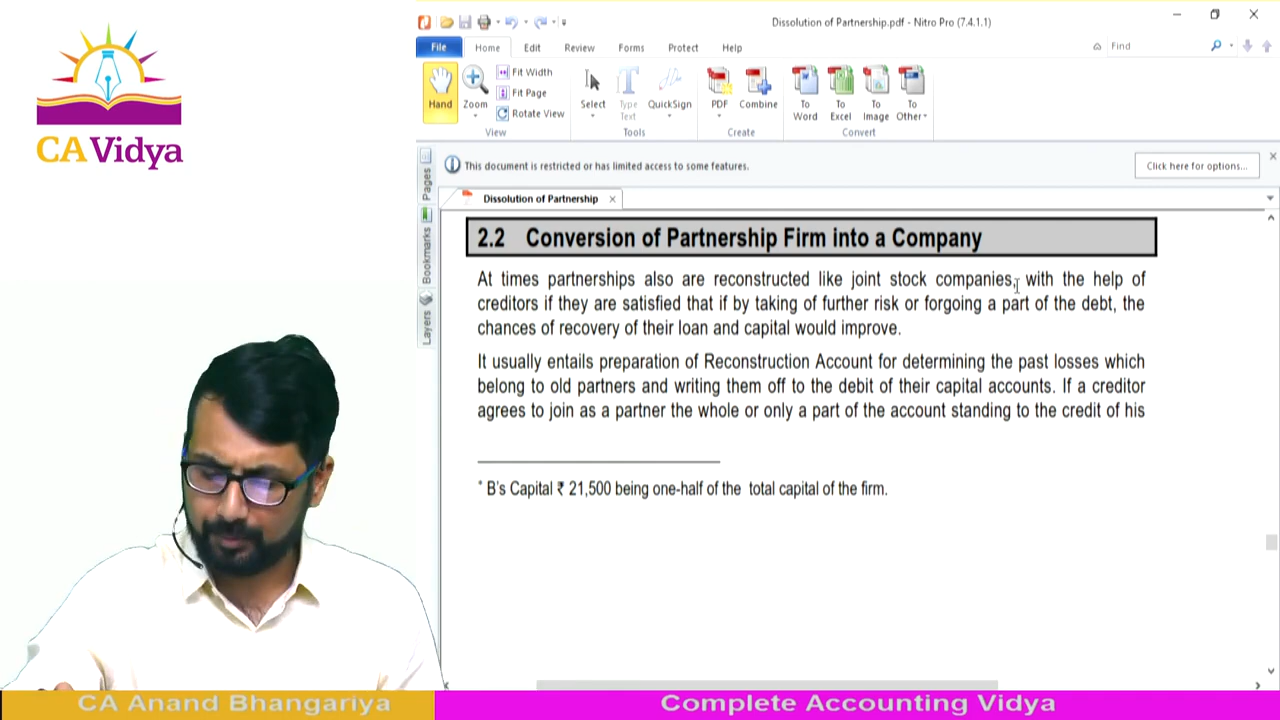 CA Vidya
Dissolution of Partnership.pdf - Nitro Pro (7.4.1.1)
File Home Edit Review Forms Protect Help
Find
Hand
Zoom
Fit Width
Fit Page
Rotate View
View
Select
Type Text
QuickSign
Tools
PDF
Combine
Create
To Word
To Excel
To Image
To Other
Convert
This document is restricted or has limited access to some features.
Click here for options...
Pages
Bookmarks
Layers
Dissolution of Partnership
2.2 Conversion of Partnership Firm into a Company
At times partnerships also are reconstructed like joint stock companies, with the help of
creditors if they are satisfied that if by taking of further risk or forgoing a part of the debt, the
chances of recovery of their loan and capital would improve.
It usually entails preparation of Reconstruction Account for determining the past losses which
belong to old partners and writing them off to the debit of their capital accounts. If a creditor
agrees to join as a partner the whole or only a part of the account standing to the credit of his
* B's Capital ₹ 21,500 being one-half of the total capital of the firm.
CA Anand Bhangariya
Complete Accounting Vidya